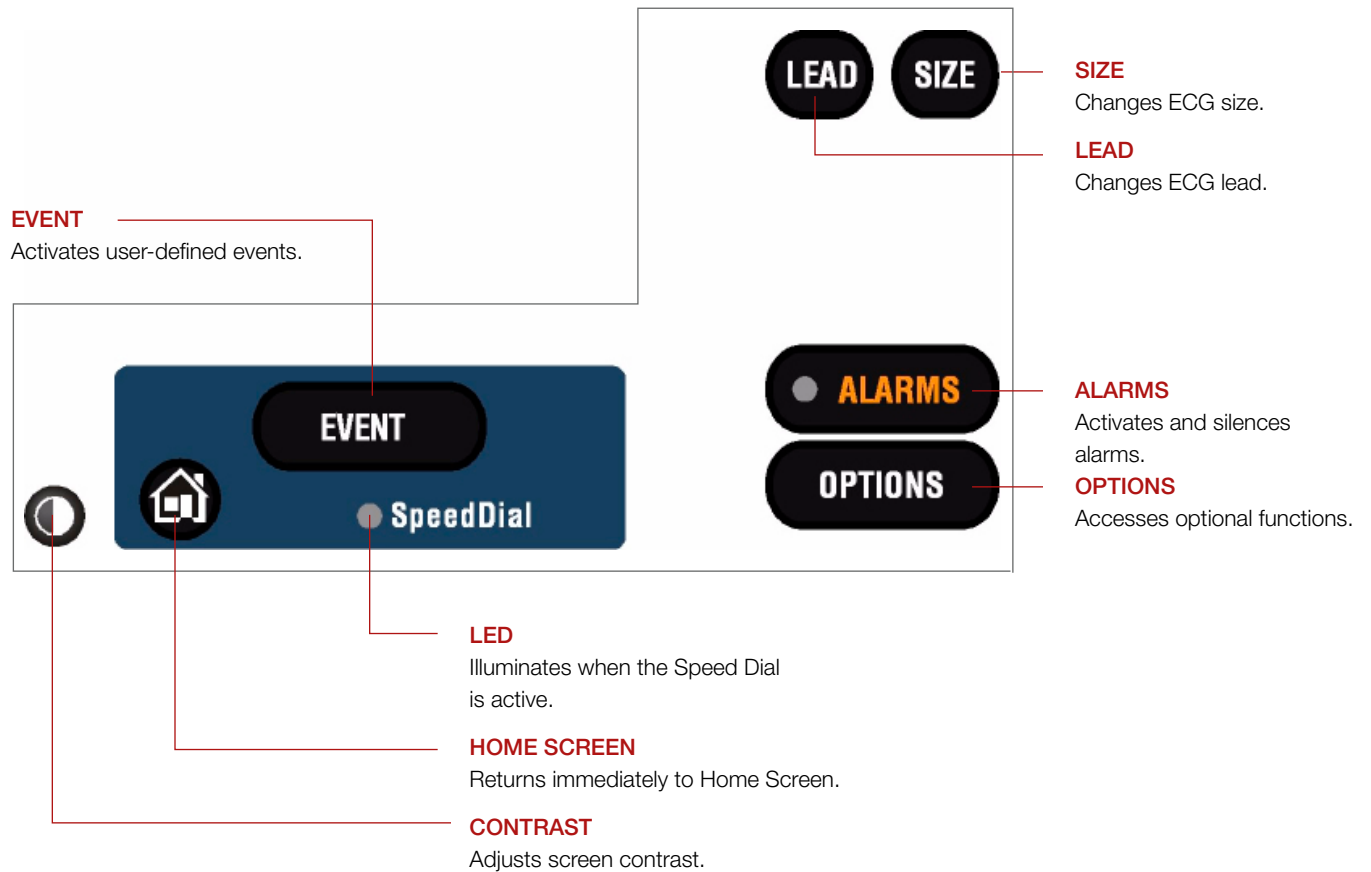 LEAD
SIZE
SIZE
Changes ECG size.
LEAD
Changes ECG lead.
EVENT
Activates user-defined events.
EVENT
SpeedDial
ALARMS
OPTIONS
ALARMS
Activates and silences
alarms.
OPTIONS
Accesses optional functions.
LED
Illuminates when the Speed Dial
is active.
HOME SCREEN
Returns immediately to Home Screen.
CONTRAST
Adjusts screen contrast.